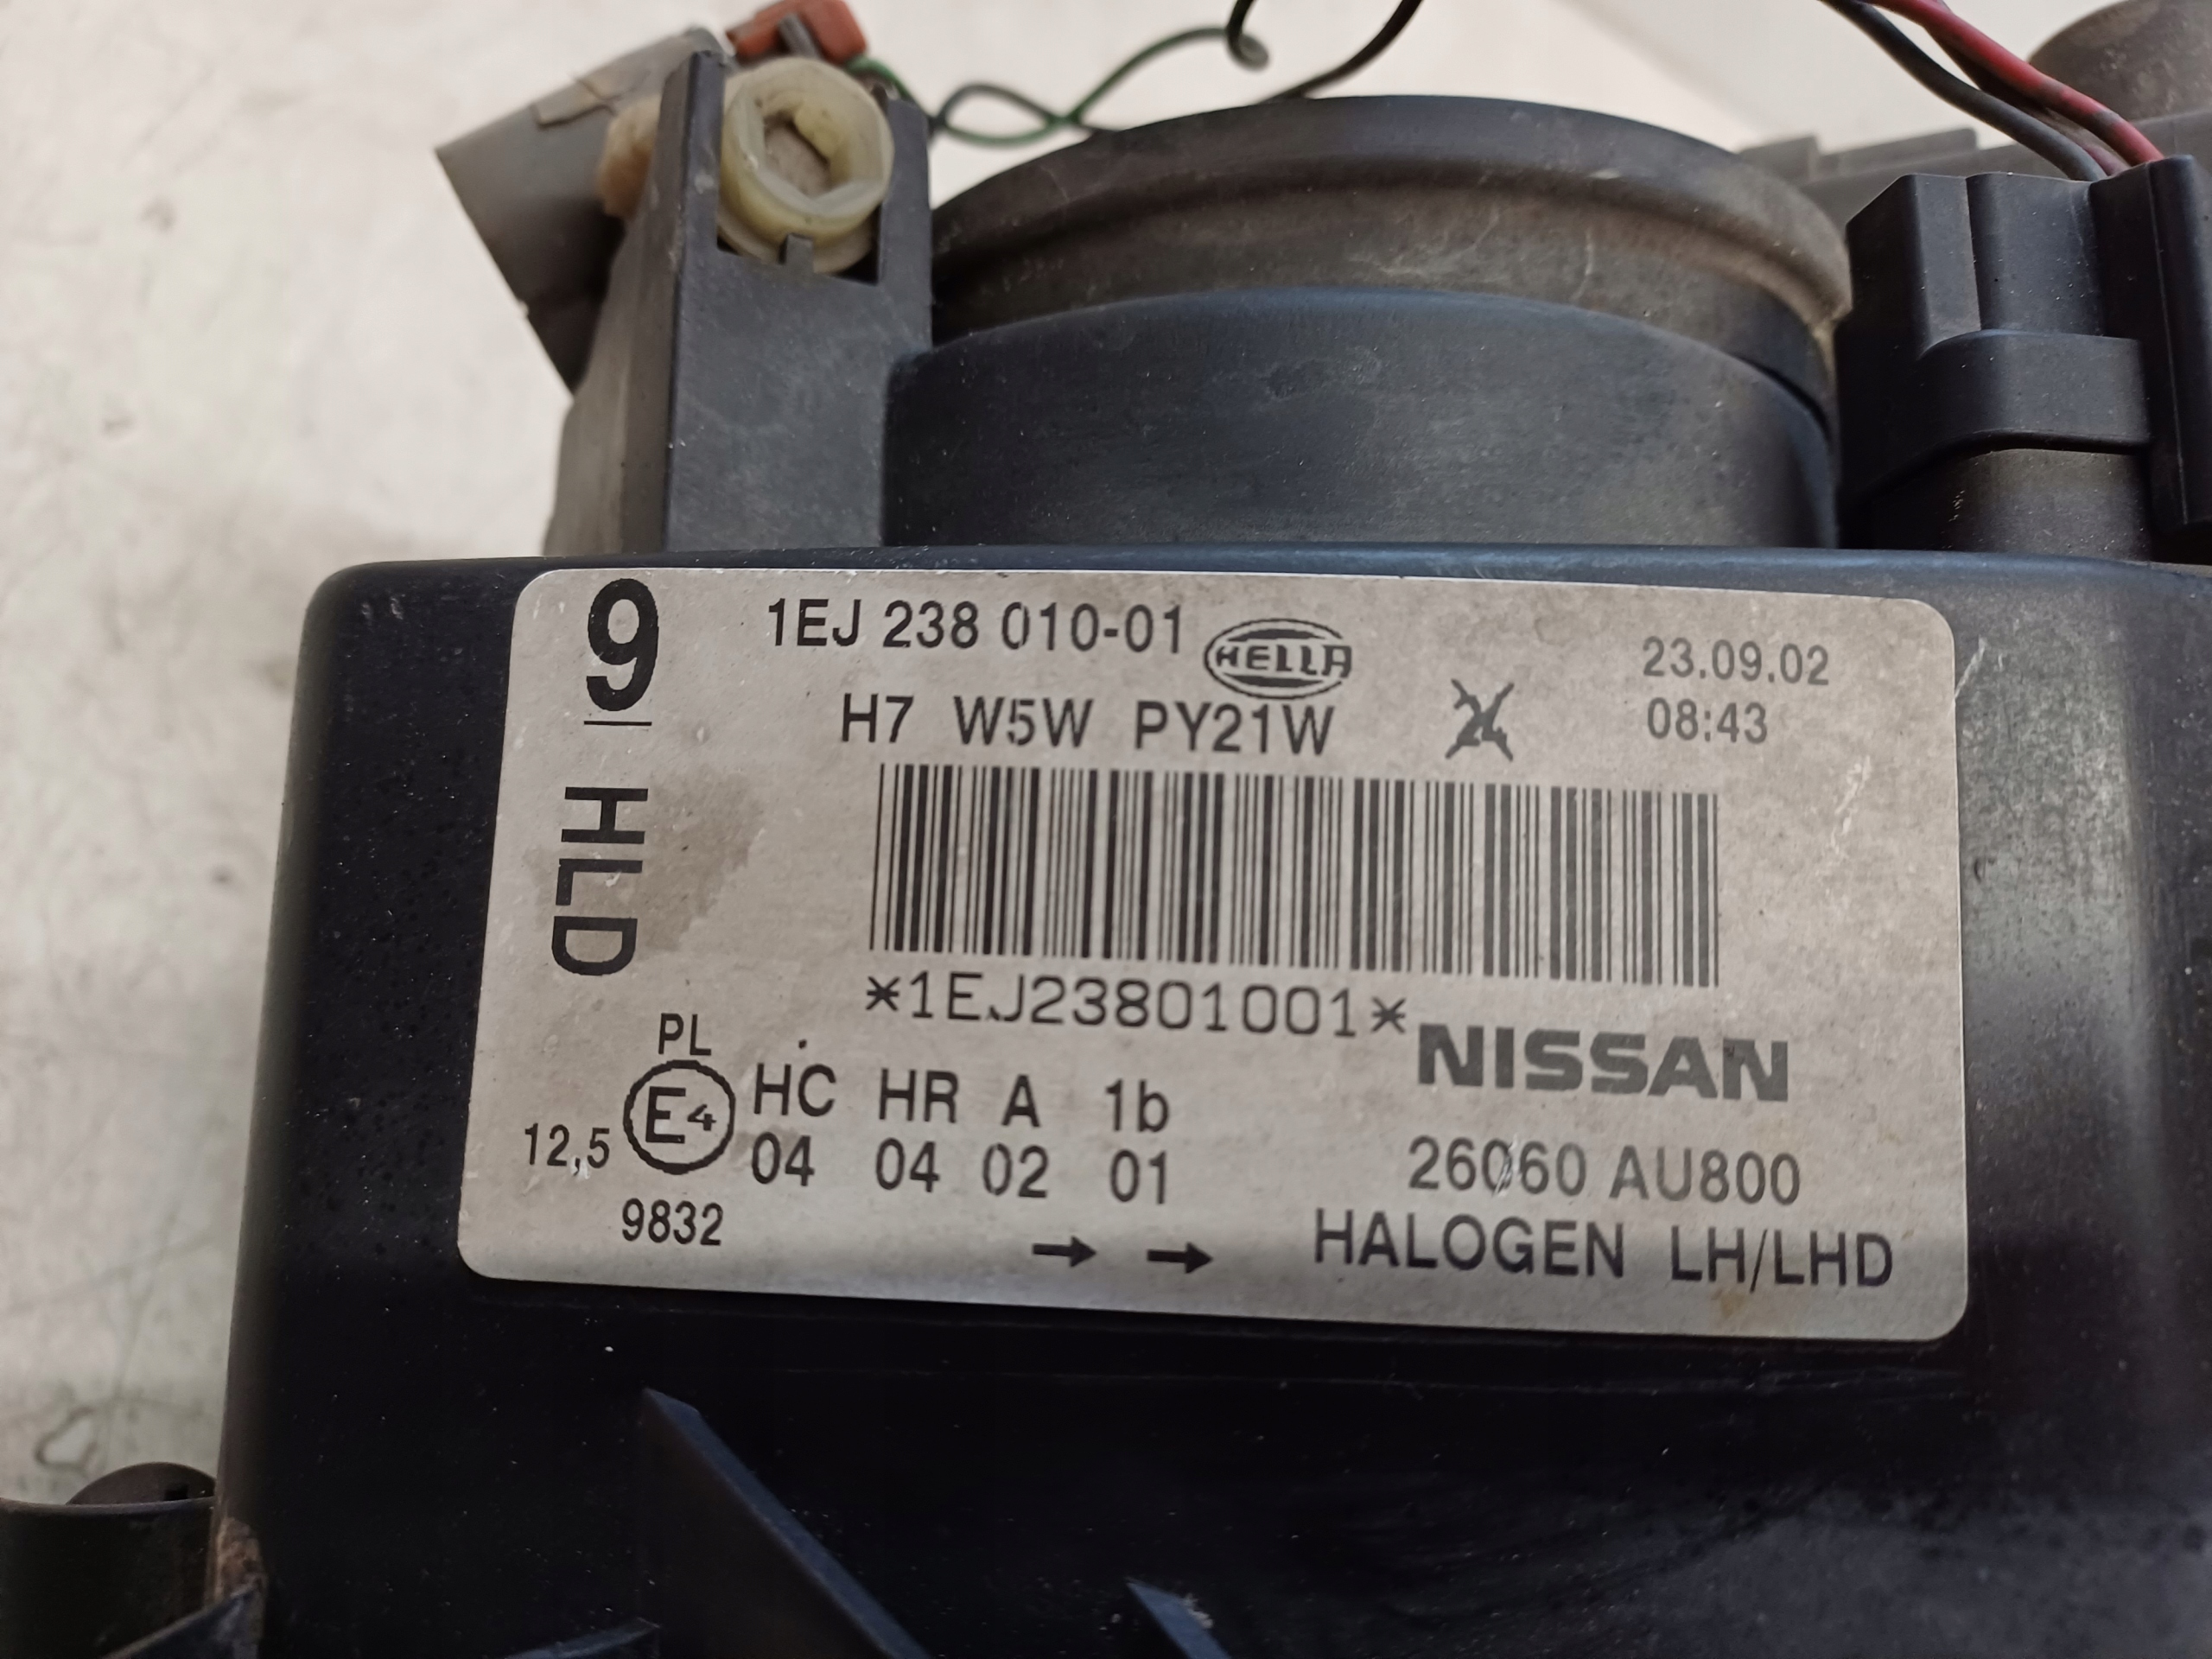 9 HLD
1EJ 238 010-01
HELLA
23.09.02
H7 W5W PY21W
08:43
*1EJ23801001*
NISSAN
PL
12,5 E4 HC HR A 1b
04 04 02 01
9832
→ →
26060 AU800
HALOGEN LH/LHD